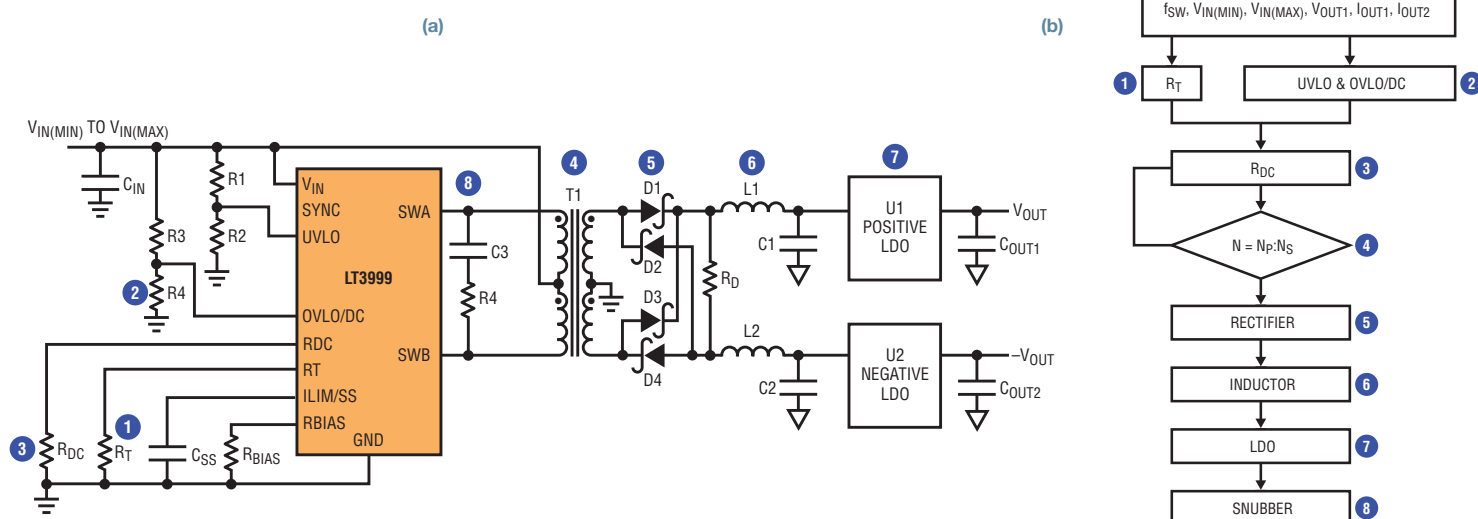 (a)
VIN(MIN) TO VIN(MAX)
CIN
R1
R2
R3
2
R4
VIN
SYNC
UVLO
LT3999
OVLO/DC
RDC
RT
ILIM/SS
RBIAS
GND
SWA
SWB
3
RDC
1
RT
CSS
RBIAS
8
C3
R4
4
T1
5
D1
D2
D3
D4
RD
6
L1
L2
C1
C2
7
U1
POSITIVE
LDO
U2
NEGATIVE
LDO
VOUT
COUT1
–VOUT
COUT2
(b)
fSW, VIN(MIN), VIN(MAX), VOUT1, IOUT1, IOUT2
1
RT
UVLO & OVLO/DC
2
RDC
3
N = NP:NS
4
RECTIFIER
5
INDUCTOR
6
LDO
7
SNUBBER
8